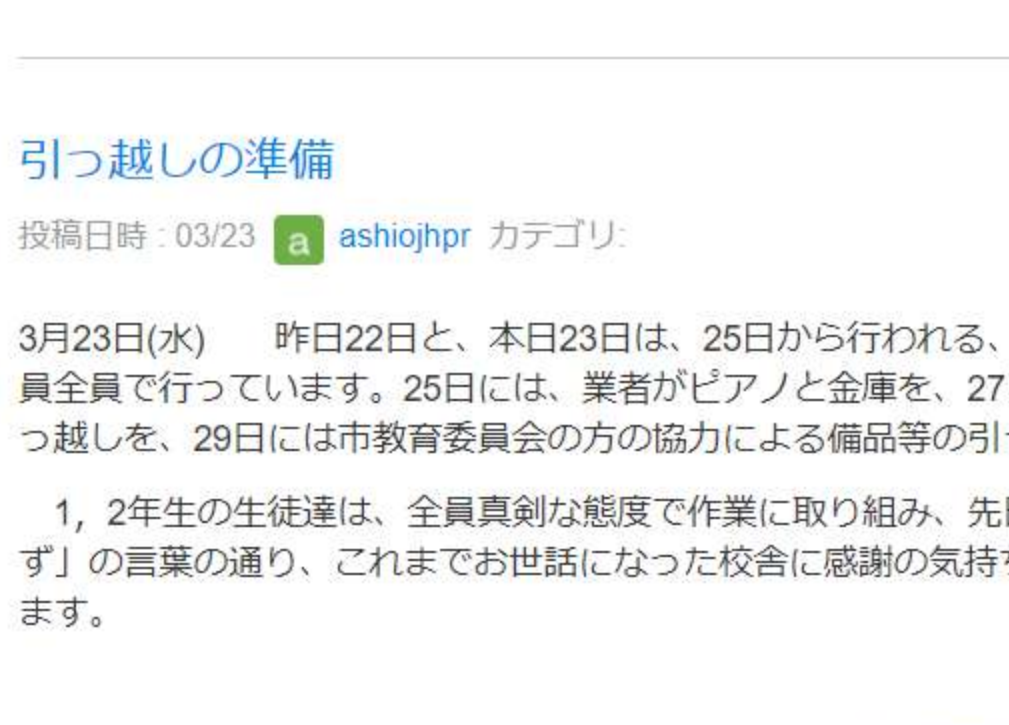 引っ越しの準備
投稿日時 : 03/23 a ashiojhpr カテゴリ:
3月23日(水)　　昨日22日と、本日23日は、25日から行われる、
員全員で行っています。25日には、業者がピアノと金庫を、27
っ越しを、29日には市教育委員会の方の協力による備品等の引
　1，2年生の生徒達は、全員真剣な態度で作業に取り組み、先
ず」の言葉の通り、これまでお世話になった校舎に感謝の気持
ます。